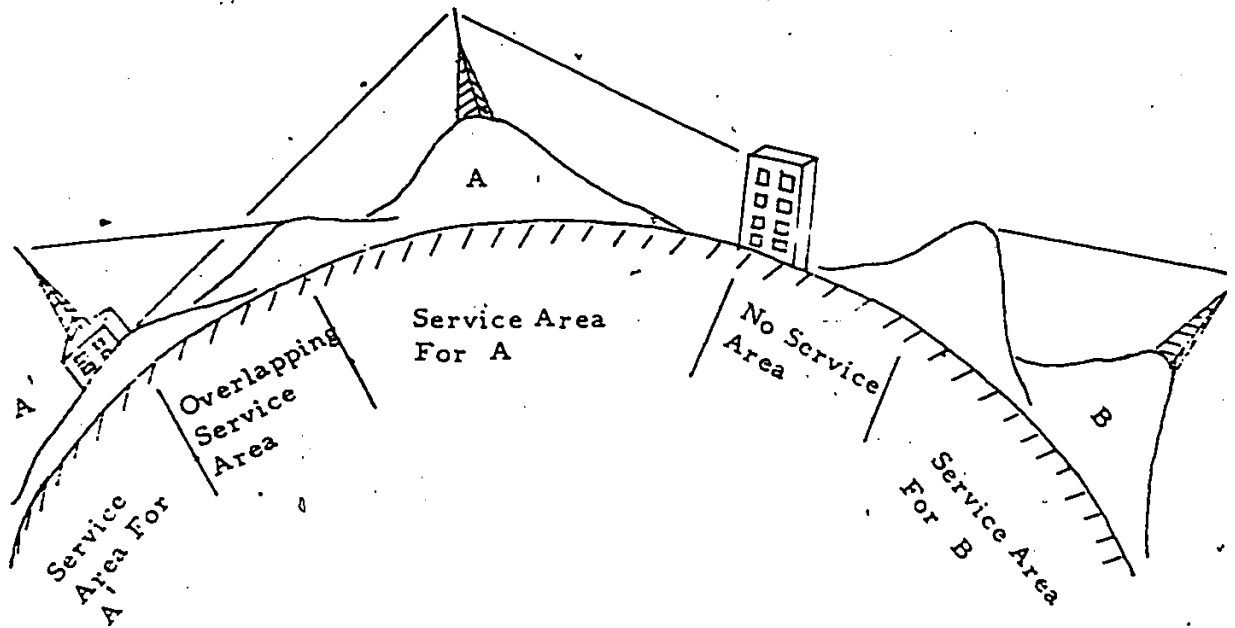 A
A'
B
Service
Area For
A'
Overlapping
Service
Area
Service Area
For A
No Service
Area
Service Area
For B